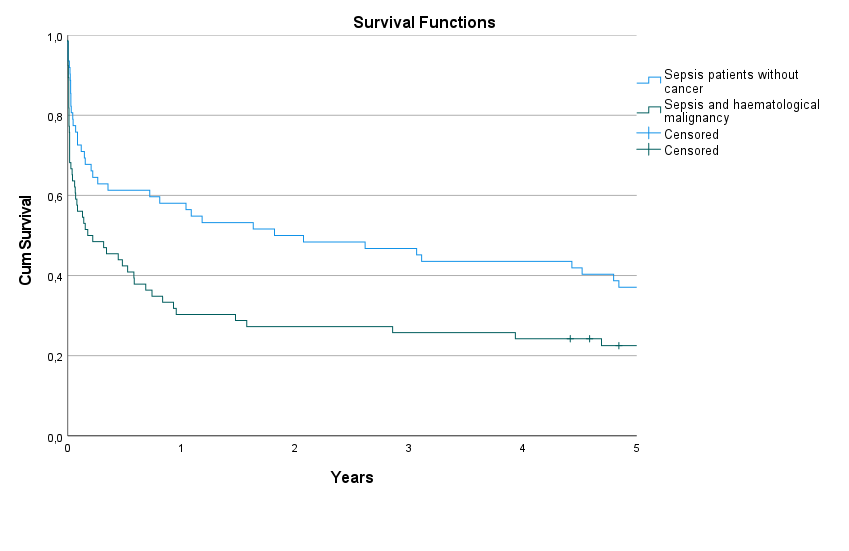 Survival Functions
1,0
0,8
0,6
0,4
0,2
0,0
Cum Survival
0 1 2 3 4 5
Years
Sepsis patients without
cancer
Sepsis and haematological
malignancy
Censored
Censored